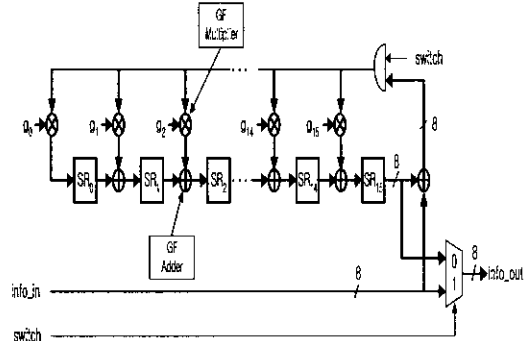 GF
Multiplier
switch
8
g0 g1 g2 ... g14 g15
SR0 SR1 SR2 ... SR14 SR15 8
GF
Adder
0
1
8
info_out
info_in 8
switch